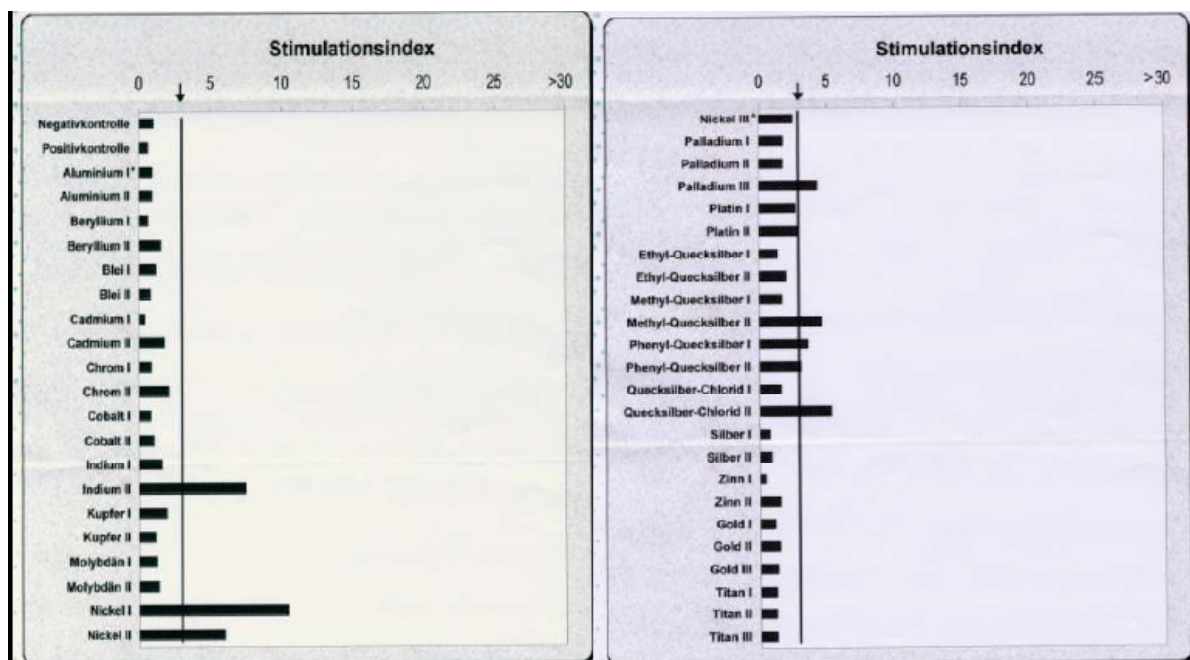 Stimulationsindex
0 5 10 15 20 25 >30
Negativkontrolle
Positivkontrolle
Aluminium I*
Aluminium II
Beryllium I
Beryllium II
Blei I
Blei II
Cadmium I
Cadmium II
Chrom I
Chrom II
Cobalt I
Cobalt II
Indium I
Indium II
Kupfer I
Kupfer II
Molybdän I
Molybdän II
Nickel I
Nickel II
Stimulationsindex
0 5 10 15 20 25 >30
Nickel III*
Palladium I
Palladium II
Palladium III
Platin I
Platin II
Ethyl-Quecksilber I
Ethyl-Quecksilber II
Methyl-Quecksilber I
Methyl-Quecksilber II
Phenyl-Quecksilber I
Phenyl-Quecksilber II
Quecksilber-Chlorid I
Quecksilber-Chlorid II
Silber I
Silber II
Zinn I
Zinn II
Gold I
Gold II
Gold III
Titan I
Titan II
Titan III